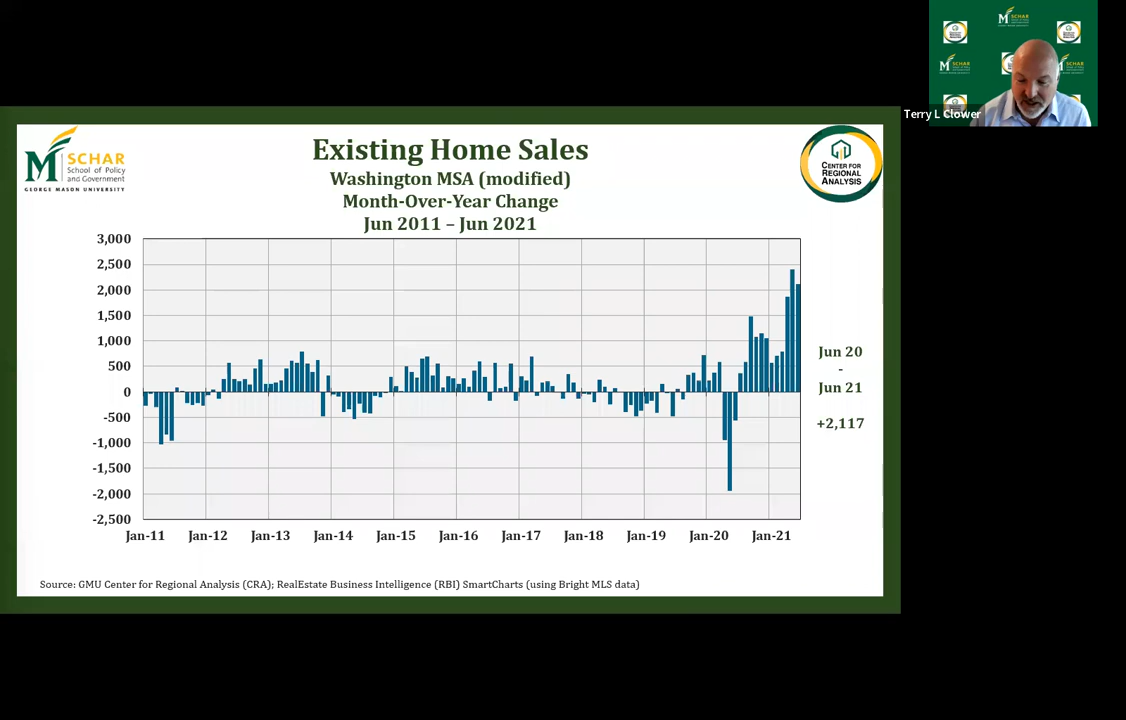 SCHAR
Terry L Clower
M SCHAR
School of Policy
and Government
GEORGE MASON UNIVERSITY
Existing Home Sales
Washington MSA (modified)
Month-Over-Year Change
Jun 2011 – Jun 2021
CENTER FOR
REGIONAL
ANALYSIS
3,000
2,500
2,000
1,500
1,000
500
0
-500
-1,000
-1,500
-2,000
-2,500
Jan-11 Jan-12 Jan-13 Jan-14 Jan-15 Jan-16 Jan-17 Jan-18 Jan-19 Jan-20 Jan-21
Jun 20
-
Jun 21
+2,117
Source: GMU Center for Regional Analysis (CRA); RealEstate Business Intelligence (RBI) SmartCharts (using Bright MLS data)